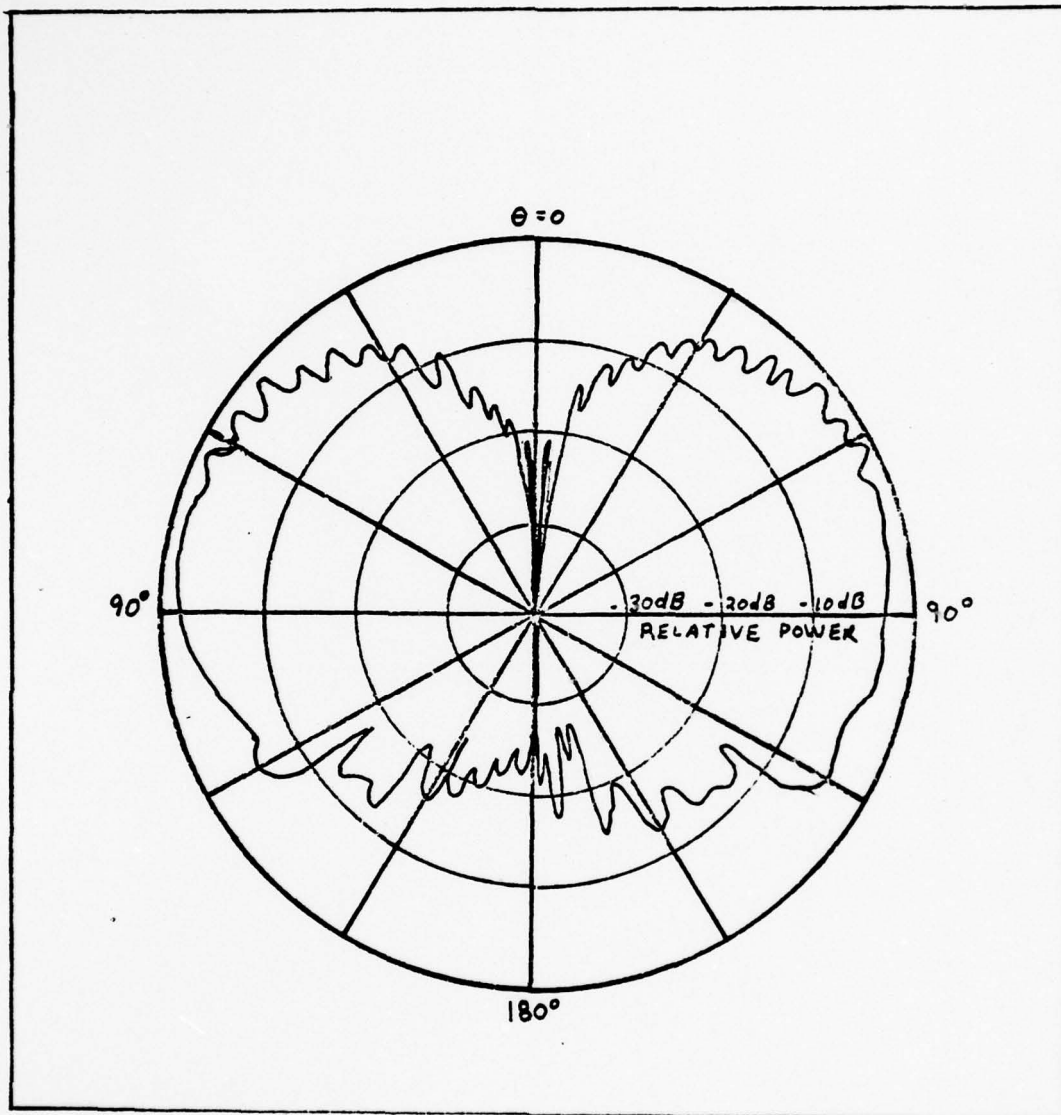 θ = 0
90°
- 30dB - 20dB - 10dB
90°
RELATIVE POWER
180°